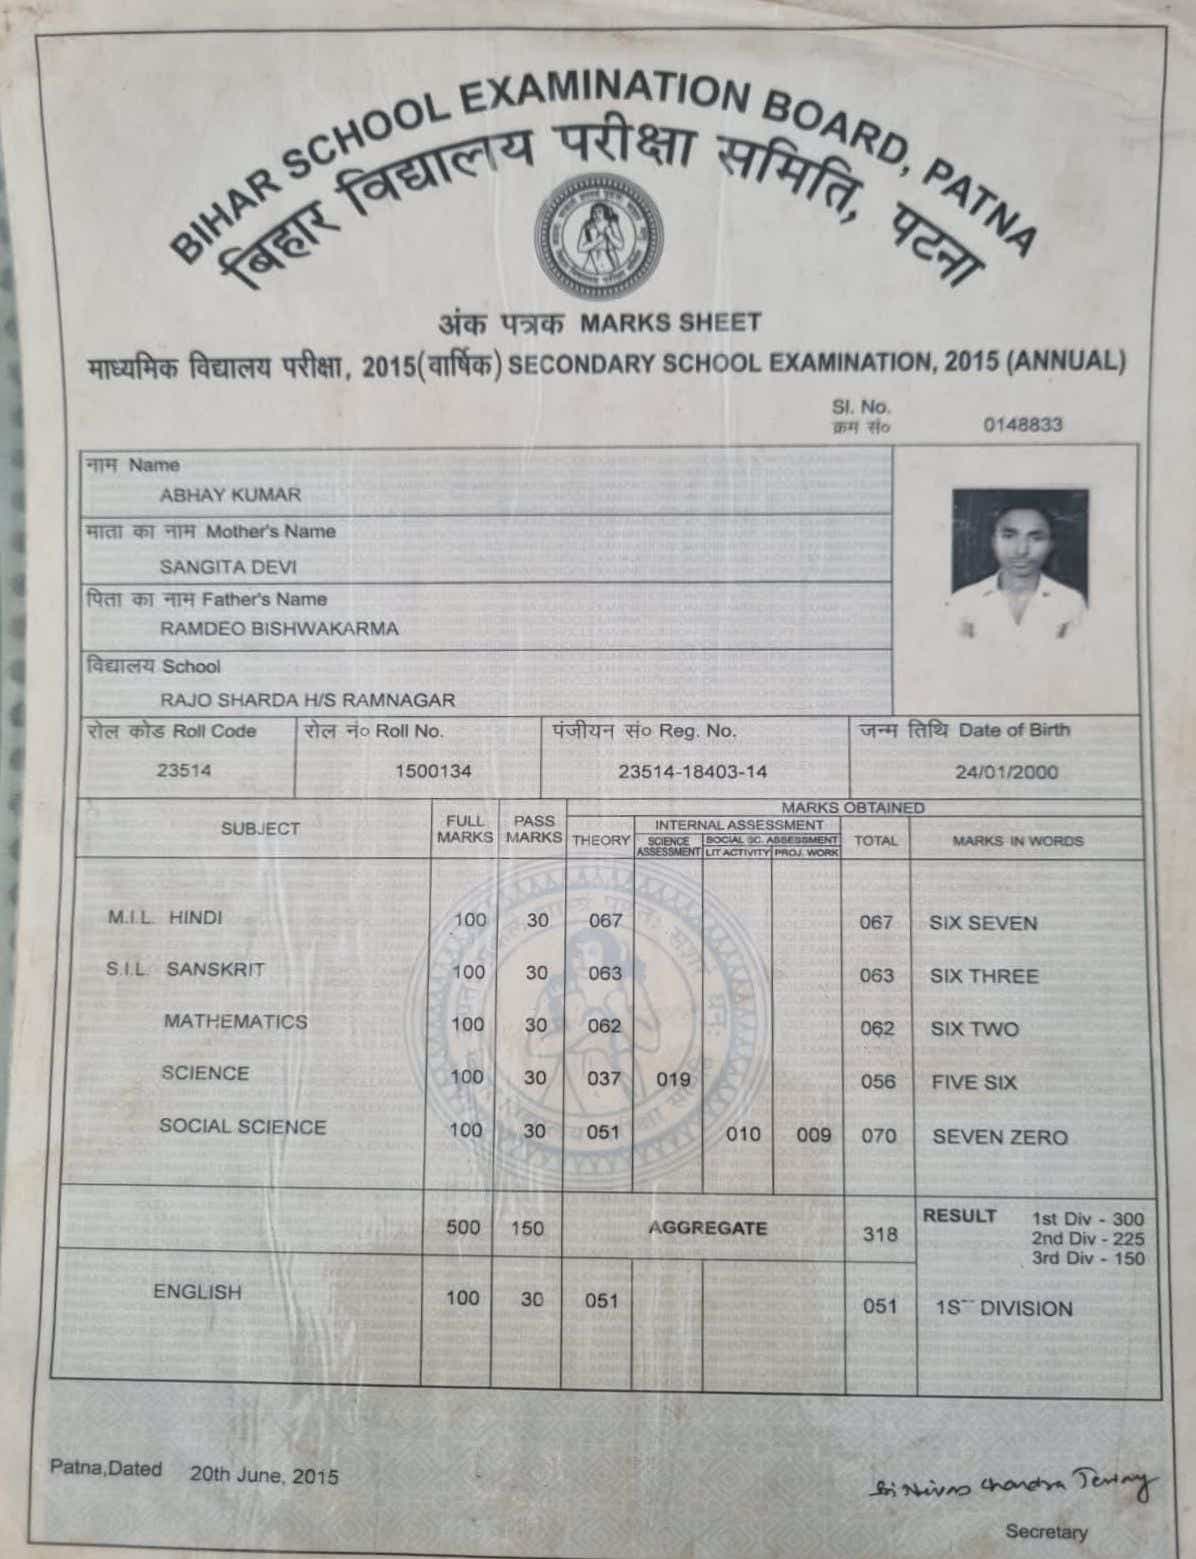 BIHAR SCHOOL EXAMINATION BOARD, PATNA
बिहार विद्यालय परीक्षा समिति, पटना
अंक पत्रक MARKS SHEET
माध्यमिक विद्यालय परीक्षा, 2015(वार्षिक) SECONDARY SCHOOL EXAMINATION, 2015 (ANNUAL)
Sl. No.
क्रम सं० 0148833
नाम Name
ABHAY KUMAR
माता का नाम Mother's Name
SANGITA DEVI
पिता का नाम Father's Name
RAMDEO BISHWAKARMA
विद्यालय School
RAJO SHARDA H/S RAMNAGAR
रोल कोड Roll Code रोल नं० Roll No. पंजीयन सं० Reg. No. जन्म तिथि Date of Birth
23514 1500134 23514-18403-14 24/01/2000
SUBJECT FULL MARKS PASS MARKS MARKS OBTAINED
THEORY INTERNAL ASSESSMENT TOTAL MARKS IN WORDS
SCIENCE ASSESSMENT SOCIAL SC. ASSESSMENT
LIT ACTIVITY PROJ. WORK
M.I.L. HINDI 100 30 067 067 SIX SEVEN
S.I.L. SANSKRIT 100 30 063 063 SIX THREE
MATHEMATICS 100 30 062 062 SIX TWO
SCIENCE 100 30 037 019 056 FIVE SIX
SOCIAL SCIENCE 100 30 051 010 009 070 SEVEN ZERO
500 150 AGGREGATE 318 RESULT 1st Div - 300
2nd Div - 225
3rd Div - 150
ENGLISH 100 30 051 051 1ST DIVISION
Patna,Dated 20th June, 2015
Secretary